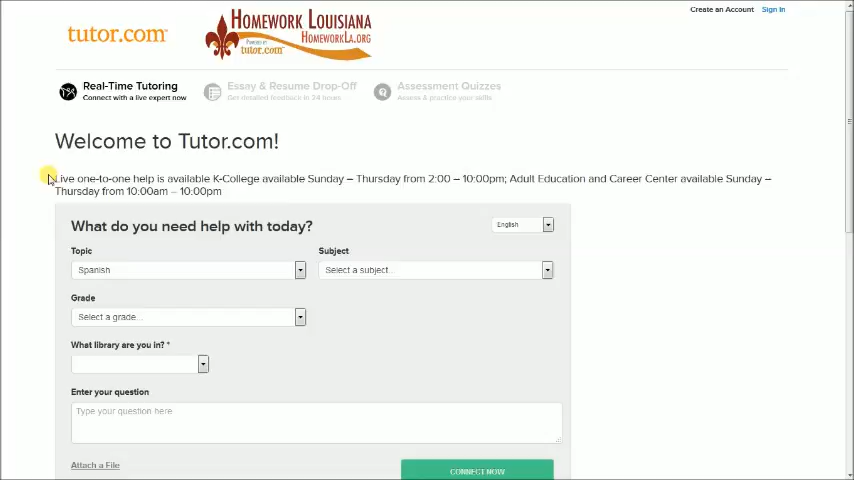 Create an Account Sign In
tutor.com
HOMEWORK LOUISIANA
HOMEWORKLA.ORG
POWERED BY
tutor.com
Real-Time Tutoring
Connect with a live expert now
Essay & Resume Drop-Off
Get detailed feedback in 24 hours
Assessment Quizzes
Assess & practice your skills
Welcome to Tutor.com!
Live one-to-one help is available K-College available Sunday – Thursday from 2:00 – 10:00pm; Adult Education and Career Center available Sunday –
Thursday from 10:00am – 10:00pm
What do you need help with today?
English
Topic
Subject
Spanish
Select a subject...
Grade
Select a grade...
What library are you in? *
Enter your question
Type your question here
Attach a File
CONNECT NOW